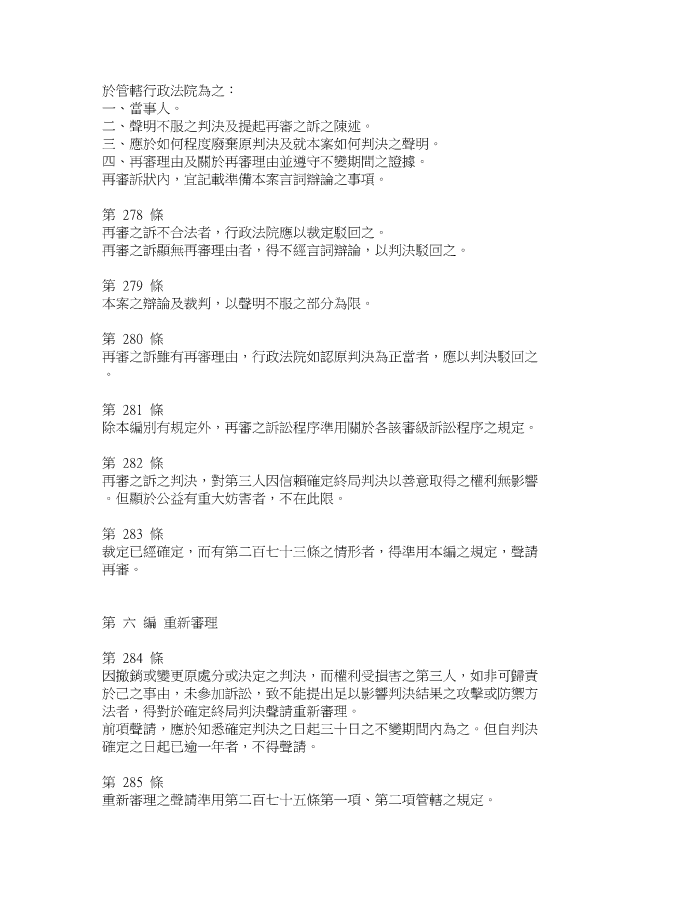 於管轄行政法院為之：
一、當事人。
二、聲明不服之判決及提起再審之訴之陳述。
三、應於如何程度廢棄原判決及就本案如何判決之聲明。
四、再審理由及關於再審理由並遵守不變期間之證據。
再審訴狀內，宜記載準備本案言詞辯論之事項。
第 278 條
再審之訴不合法者，行政法院應以裁定駁回之。
再審之訴顯無再審理由者，得不經言詞辯論，以判決駁回之。
第 279 條
本案之辯論及裁判，以聲明不服之部分為限。
第 280 條
再審之訴雖有再審理由，行政法院如認原判決為正當者，應以判決駁回之
。
第 281 條
除本編別有規定外，再審之訴訟程序準用關於各該審級訴訟程序之規定。
第 282 條
再審之訴之判決，對第三人因信賴確定終局判決以善意取得之權利無影響
。但顯於公益有重大妨害者，不在此限。
第 283 條
裁定已經確定，而有第二百七十三條之情形者，得準用本編之規定，聲請
再審。
第 六 編 重新審理
第 284 條
因撤銷或變更原處分或決定之判決，而權利受損害之第三人，如非可歸責
於己之事由，未參加訴訟，致不能提出足以影響判決結果之攻擊或防禦方
法者，得對於確定終局判決聲請重新審理。
前項聲請，應於知悉確定判決之日起三十日之不變期間內為之。但自判決
確定之日起已逾一年者，不得聲請。
第 285 條
重新審理之聲請準用第二百七十五條第一項、第二項管轄之規定。